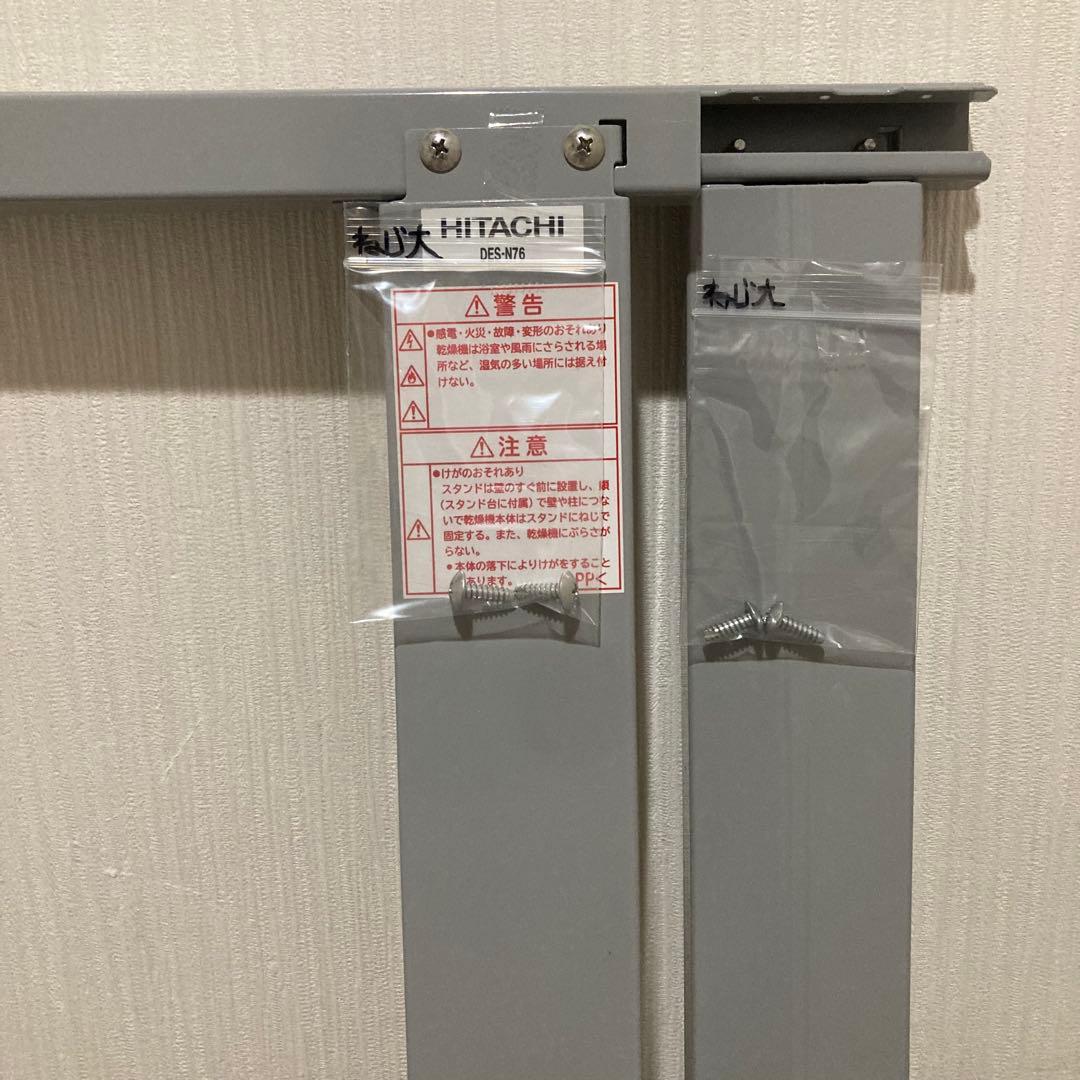 HITACHI
DES-N76
ねじ大
ねじ大
警告
●感電・火災・故障・変形のおそれあり
乾燥機は浴室や風雨にさらされる場
所など、湿気の多い場所には据え付
けない。
注意
●けがのおそれあり
スタンドは壁のすぐ前に設置し、
(スタンド台に付属)で壁や柱につな
いで乾燥機本体はスタンドにねじで
固定する。また、乾燥機にぶらさが
らない。
●本体の落下によりけがをすること
あります。
PP<